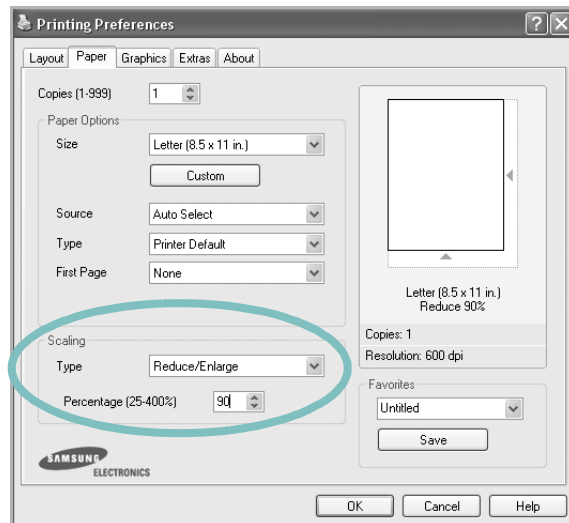 Printing Preferences
Layout Paper Graphics Extras About
Copies (1-999) 1
Paper Options
Size Letter (8.5 x 11 in.)
Custom
Source Auto Select
Type Printer Default
First Page None
Scaling
Type Reduce/Enlarge
Percentage (25-400%) 90
SAMSUNG
ELECTRONICS
Letter (8.5 x 11 in.)
Reduce 90%
Copies: 1
Resolution: 600 dpi
Favorites
Untitled
Save
OK Cancel Help